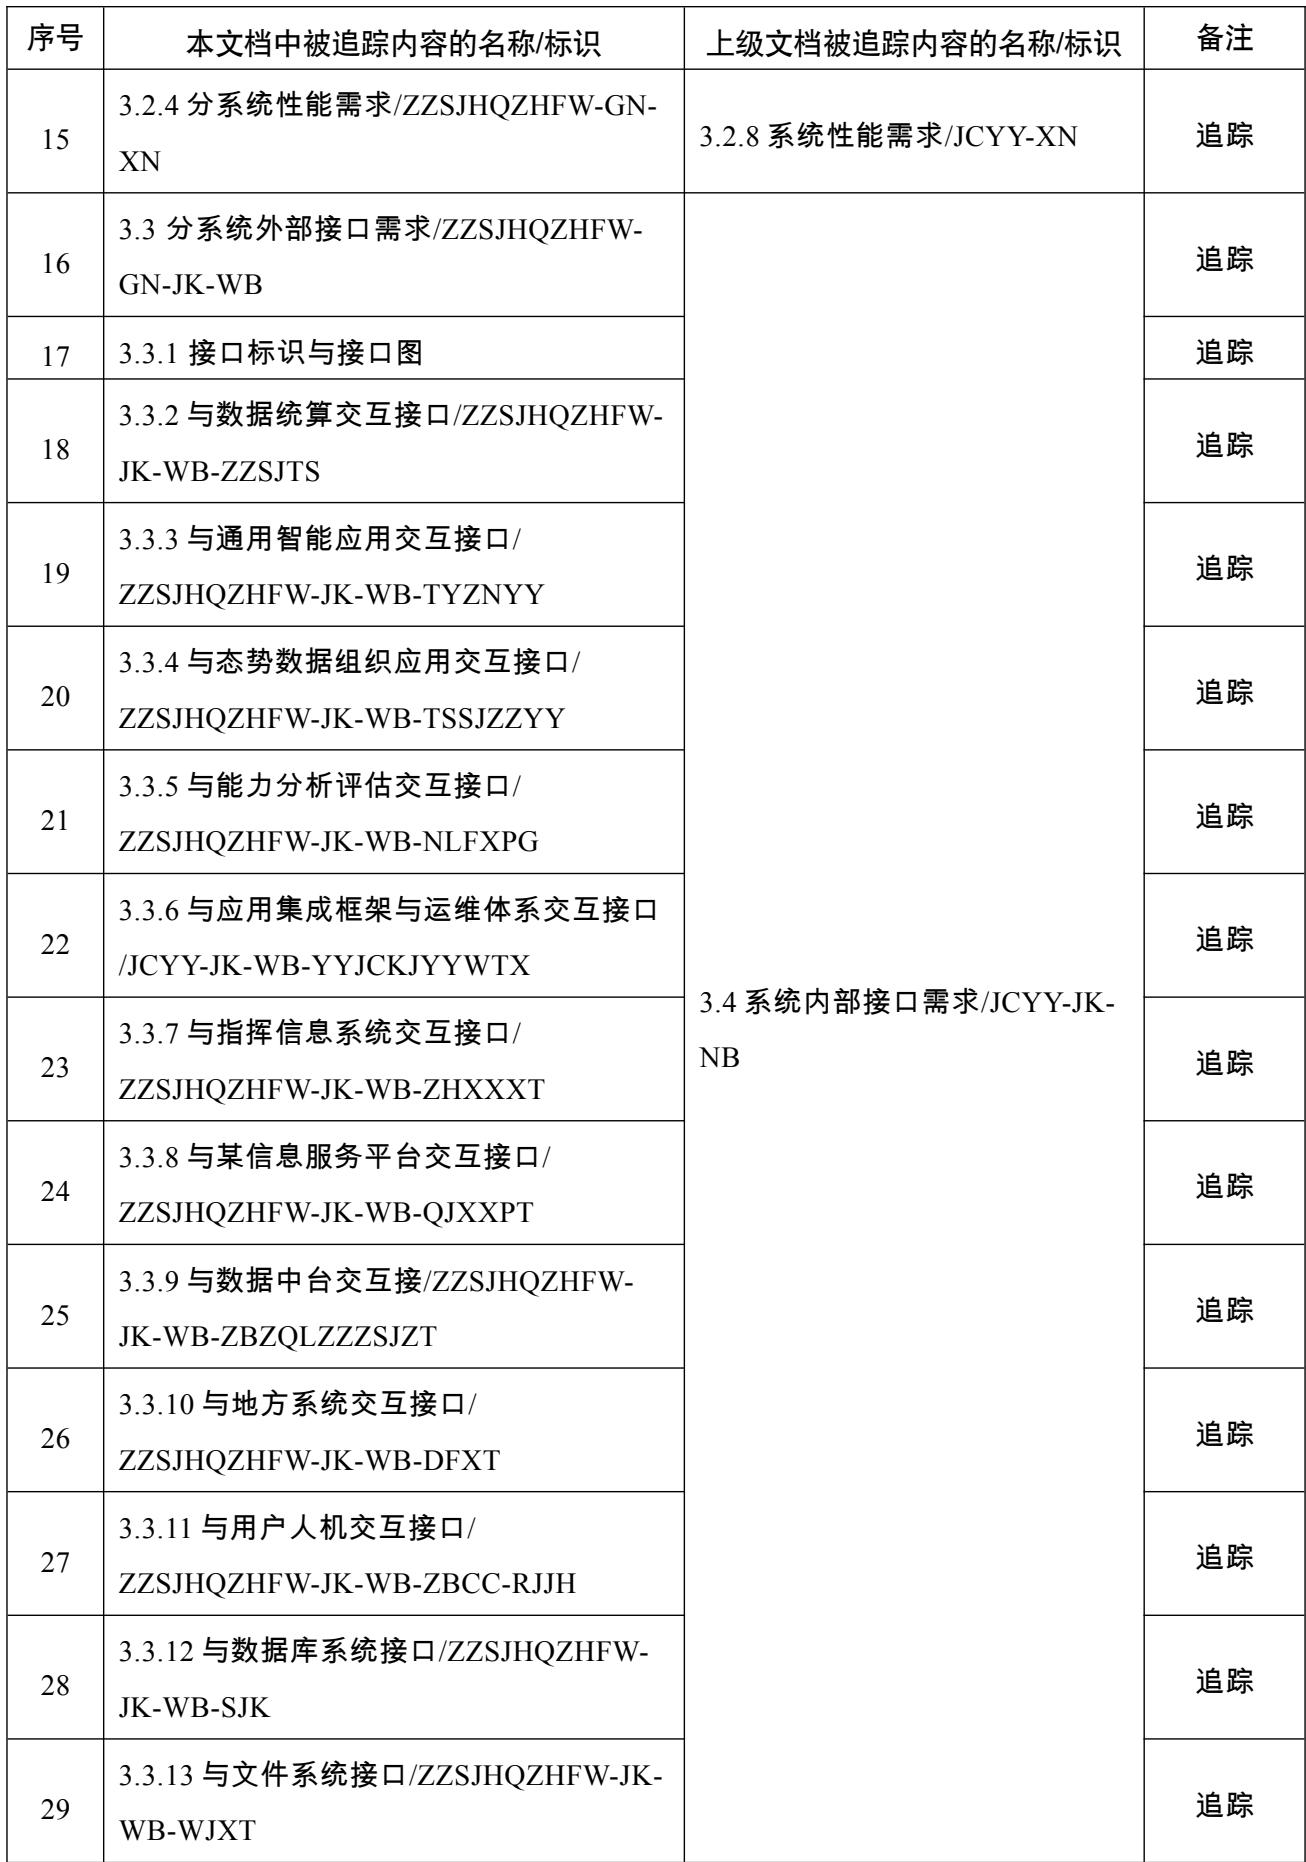 序号 本文档中被追踪内容的名称/标识 上级文档被追踪内容的名称/标识 备注
15 3.2.4 分系统性能需求/ZZSJHQZHFW-GN-
XN 3.2.8 系统性能需求/JCYY-XN 追踪
16 3.3 分系统外部接口需求/ZZSJHQZHFW-
GN-JK-WB 追踪
17 3.3.1 接口标识与接口图 追踪
18 3.3.2 与数据统算交互接口/ZZSJHQZHFW-
JK-WB-ZZSJTS 追踪
19 3.3.3 与通用智能应用交互接口/
ZZSJHQZHFW-JK-WB-TYZNYY 追踪
20 3.3.4 与态势数据组织应用交互接口/
ZZSJHQZHFW-JK-WB-TSSJZZYY 追踪
21 3.3.5 与能力分析评估交互接口/
ZZSJHQZHFW-JK-WB-NLFXPG 追踪
22 3.3.6 与应用集成框架与运维体系交互接口
/JCYY-JK-WB-YYJCKJYYWTX 追踪
3.4 系统内部接口需求/JCYY-JK-
NB
23 3.3.7 与指挥信息系统交互接口/
ZZSJHQZHFW-JK-WB-ZHXXXT 追踪
24 3.3.8 与某信息服务平台交互接口/
ZZSJHQZHFW-JK-WB-QJXXPT 追踪
25 3.3.9 与数据中台交互接/ZZSJHQZHFW-
JK-WB-ZBZQLZZZSJZT 追踪
26 3.3.10 与地方系统交互接口/
ZZSJHQZHFW-JK-WB-DFXT 追踪
27 3.3.11 与用户人机交互接口/
ZZSJHQZHFW-JK-WB-ZBCC-RJJH 追踪
28 3.3.12 与数据库系统接口/ZZSJHQZHFW-
JK-WB-SJK 追踪
29 3.3.13 与文件系统接口/ZZSJHQZHFW-JK-
WB-WJXT 追踪